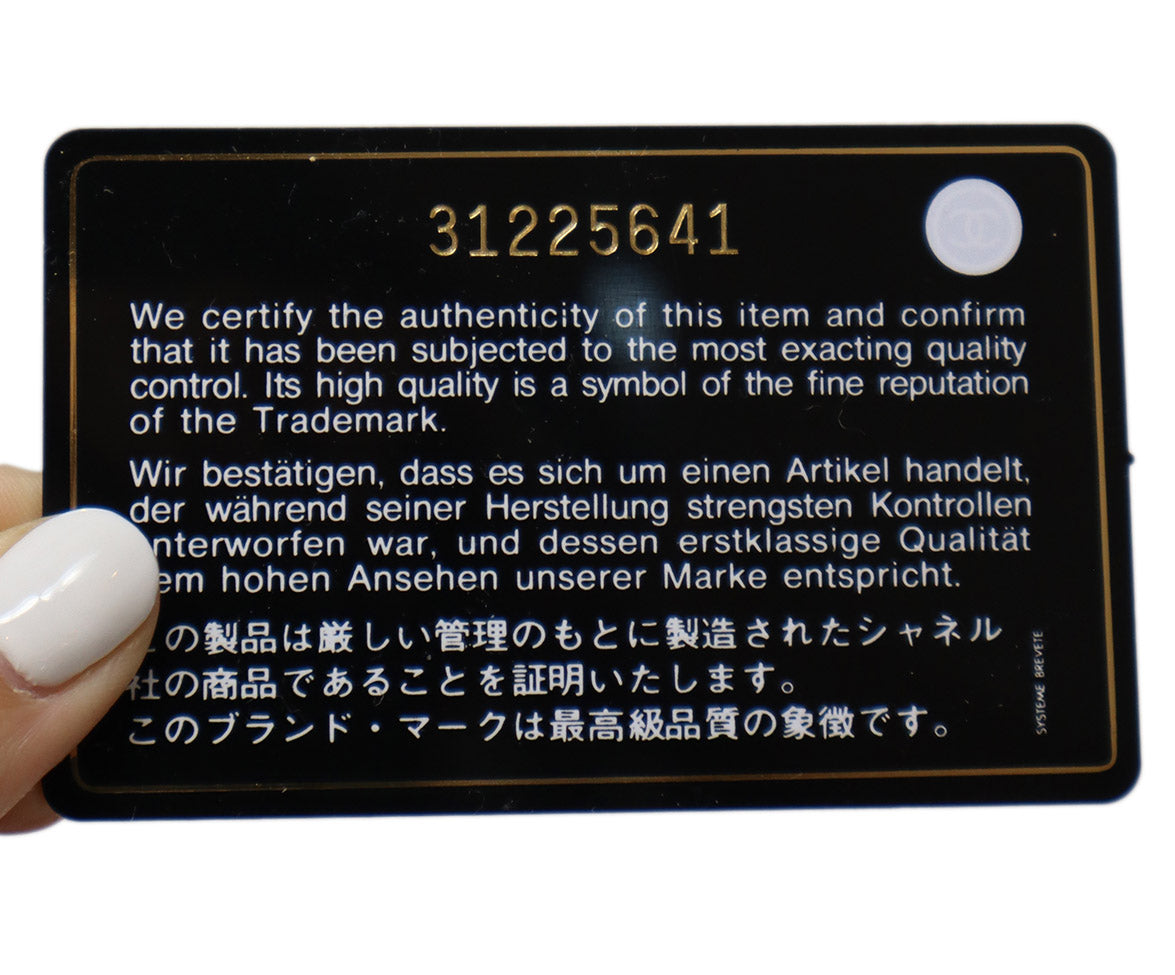 31225641
We certify the authenticity of this item and confirm
that it has been subjected to the most exacting quality
control. Its high quality is a symbol of the fine reputation
of the Trademark.
Wir bestätigen, dass es sich um einen Artikel handelt,
der während seiner Herstellung strengsten Kontrollen
nterworfen war, und dessen erstklassige Qualität
em hohen Ansehen unserer Marke entspricht.
の製品は厳しい管理のもとに製造されたシャネル
社の商品であることを証明いたします。
このブランド・マークは最高級品質の象徴です。
SYSTEME BREVETE